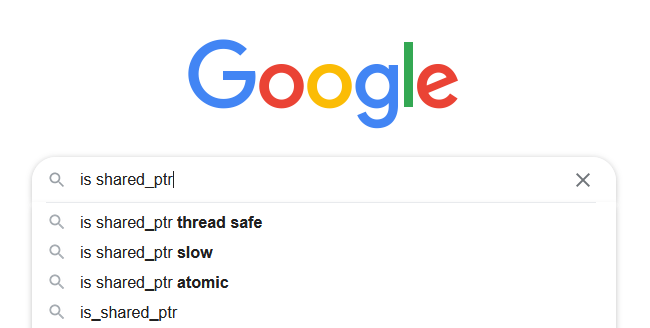 Google
is shared_ptr
is shared_ptr thread safe
is shared_ptr slow
is shared_ptr atomic
is_shared_ptr